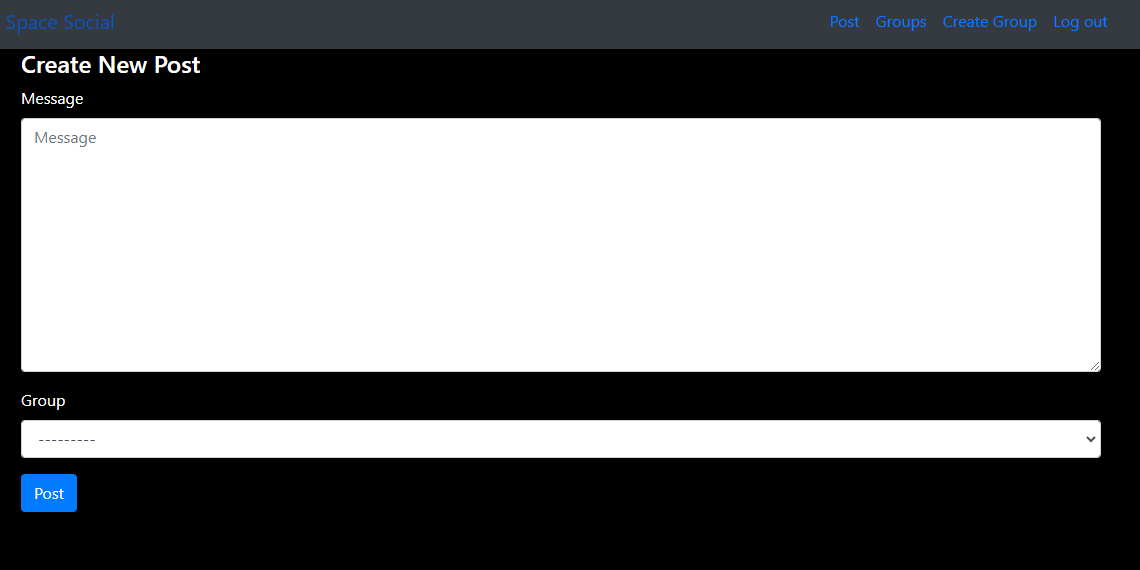 Space Social Post Groups Create Group Log out
Create New Post
Message
Message
Group
---------
Post